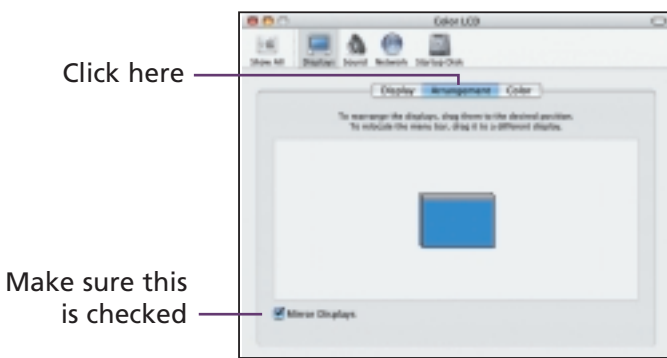 Color LCD
Show All Displays Sound Network Startup Disk
Click here
Display Arrangement Color
To rearrange the displays, drag them to the desired position.
To relocate the menu bar, drag it to a different display.
Make sure this
is checked
Mirror Displays